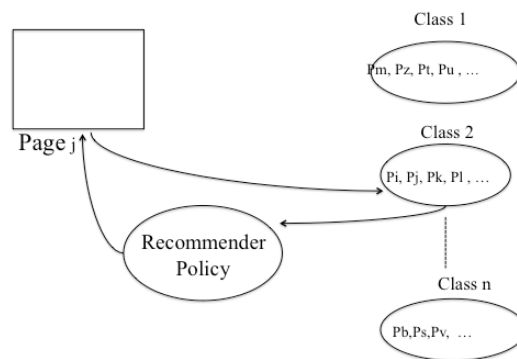 Class 1
Pm, Pz, Pt, Pu , ...
Page j
Class 2
Pi, Pj, Pk, Pl , ...
Recommender
Policy
Class n
Pb,Ps,Pv, ...